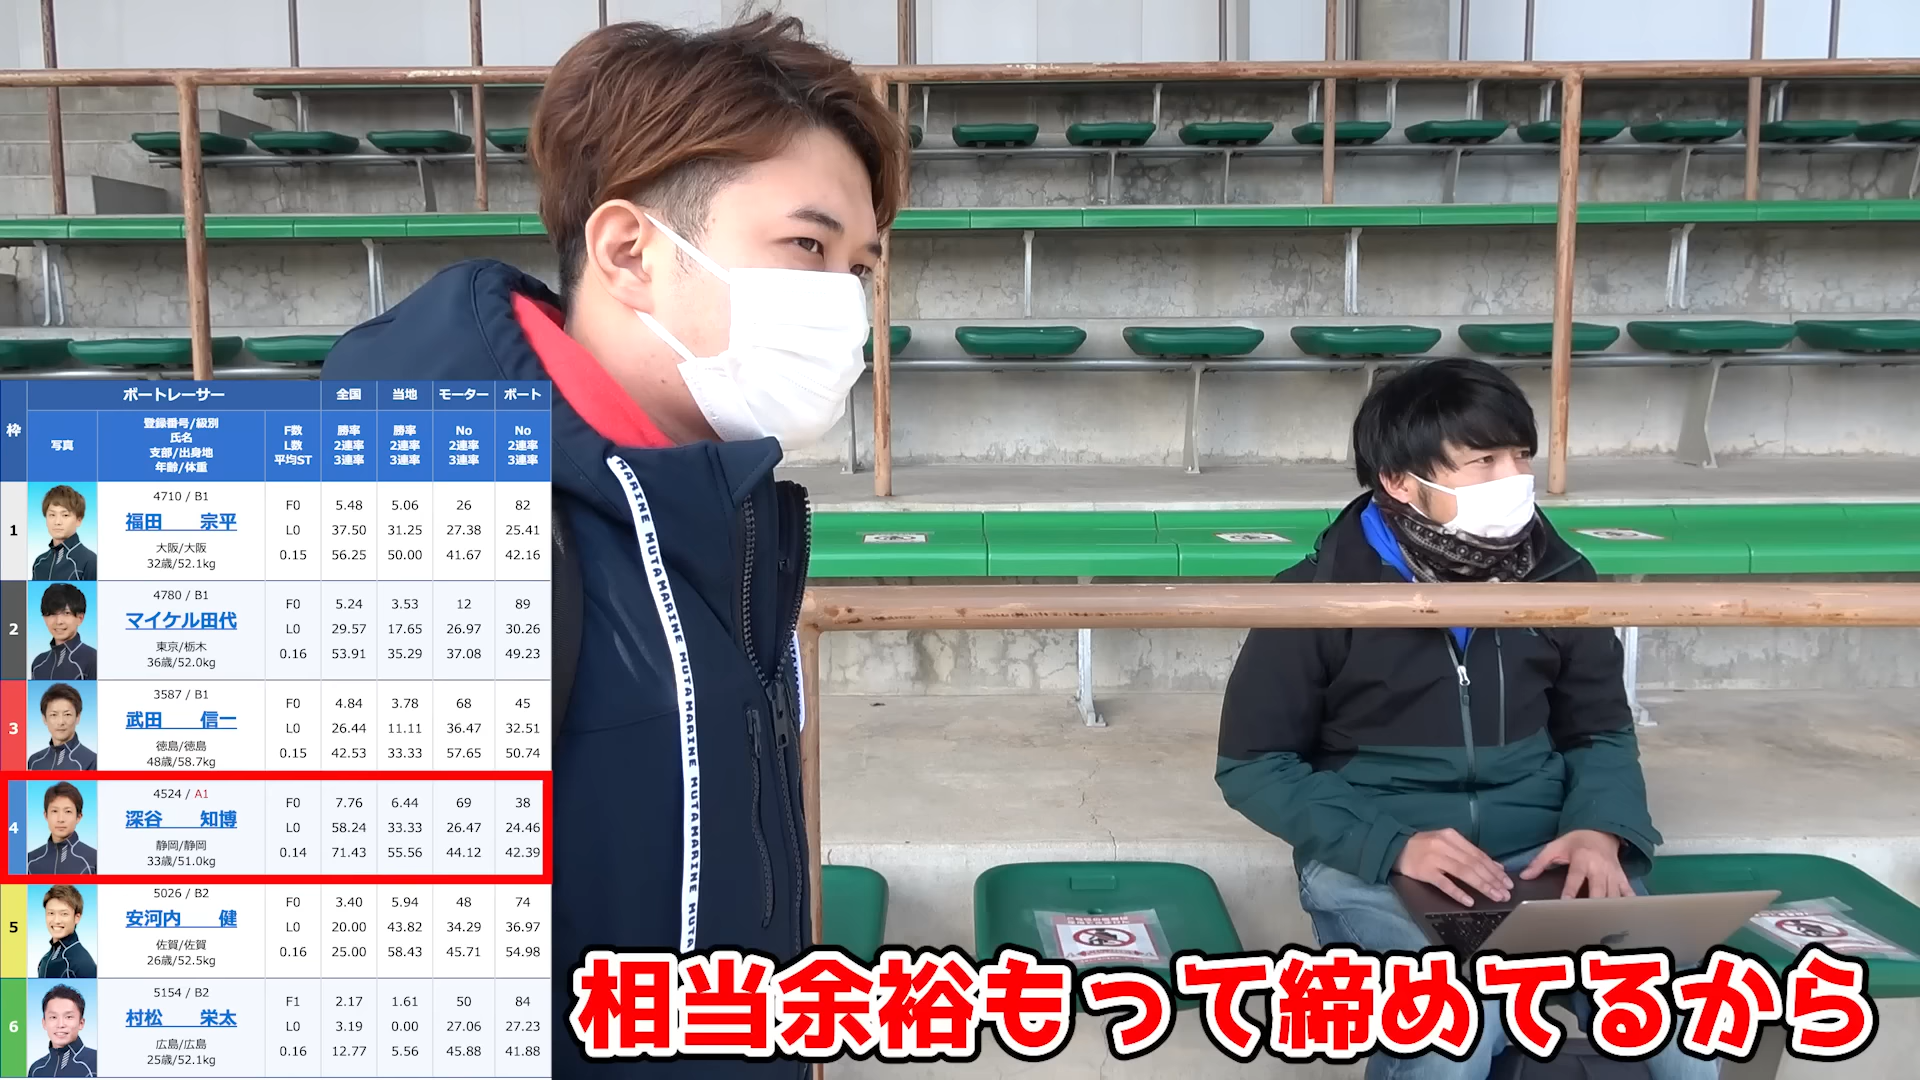 枠 ボートレーサー 全国 当地 モーター ボート
写真 登録番号/級別 氏名 支部/出身地 年齢/体重 F数 L数 平均ST 勝率 2連率 3連率 勝率 2連率 3連率 No 2連率 3連率 No 2連率 3連率
4710 / B1
1 福田 宗平
大阪/大阪
32歳/52.1kg
F0 5.48 5.06 26 82
L0 37.50 31.25 27.38 25.41
0.15 56.25 50.00 41.67 42.16
4780 / B1
2 マイケル田代
東京/栃木
36歳/52.0kg
F0 5.24 3.53 12 89
L0 29.57 17.65 26.97 30.26
0.16 53.91 35.29 37.08 49.23
3587 / B1
3 武田 信一
徳島/徳島
48歳/58.7kg
F0 4.84 3.78 68 45
L0 26.44 11.11 36.47 32.51
0.15 42.53 33.33 57.65 50.74
4524 / A1
4 深谷 知博
静岡/静岡
33歳/51.0kg
F0 7.76 6.44 69 38
L0 58.24 33.33 26.47 24.46
0.14 71.43 55.56 44.12 42.39
5026 / B2
5 安河内 健
佐賀/佐賀
26歳/52.5kg
F0 3.40 5.94 48 74
L0 20.00 43.82 34.29 36.97
0.16 25.00 58.43 45.71 54.98
5154 / B2
6 村松 栄太
広島/広島
25歳/52.1kg
F1 2.17 1.61 50 84
L0 3.19 0.00 27.06 27.23
0.16 12.77 5.56 45.88 41.88
MARINE MUTAMARINE MUTAMARINE MUTAMARINE MUTA
相当余裕もって締めてるから